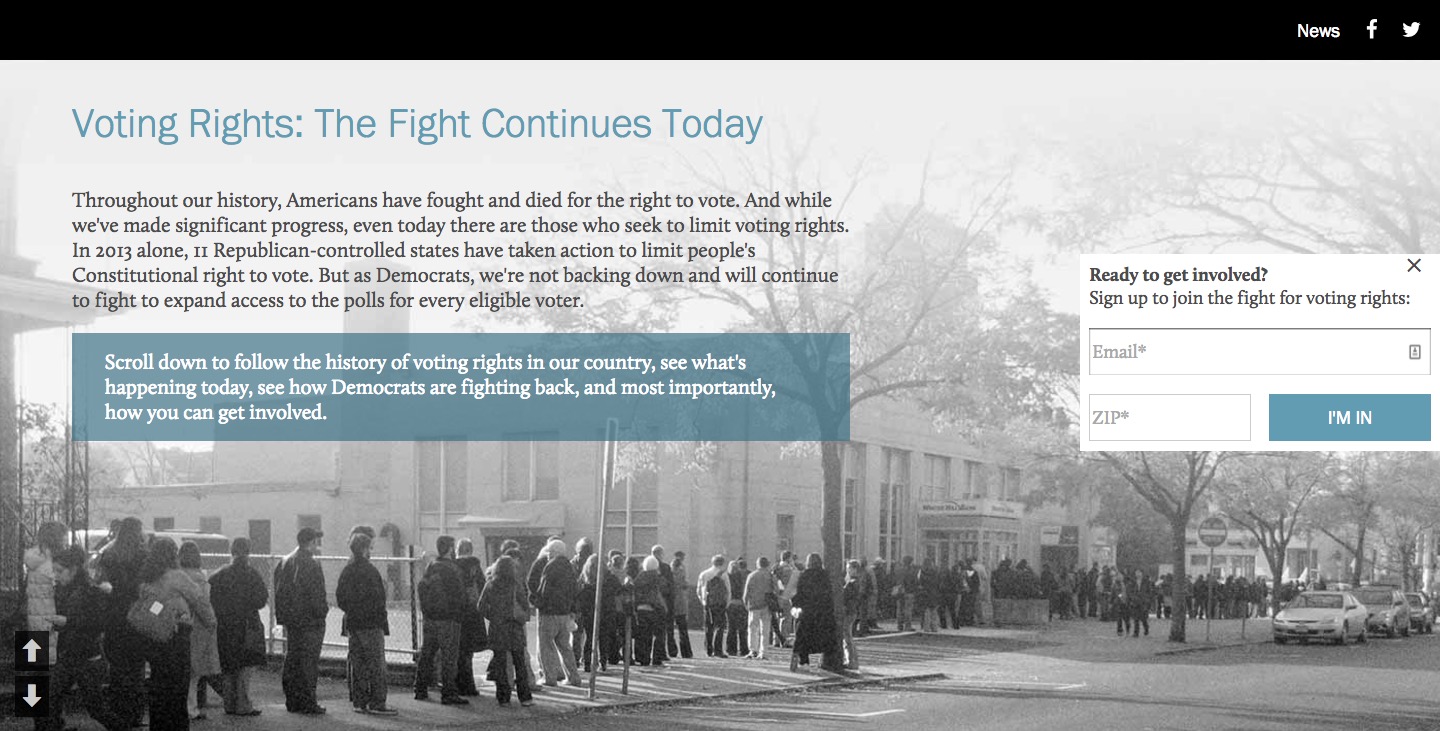 News
Voting Rights: The Fight Continues Today
Throughout our history, Americans have fought and died for the right to vote. And while
we've made significant progress, even today there are those who seek to limit voting rights.
In 2013 alone, 11 Republican-controlled states have taken action to limit people's
Constitutional right to vote. But as Democrats, we're not backing down and will continue
to fight to expand access to the polls for every eligible voter.
Scroll down to follow the history of voting rights in our country, see what's
happening today, see how Democrats are fighting back, and most importantly,
how you can get involved.
Ready to get involved?
Sign up to join the fight for voting rights:
Email*
ZIP*
I'M IN